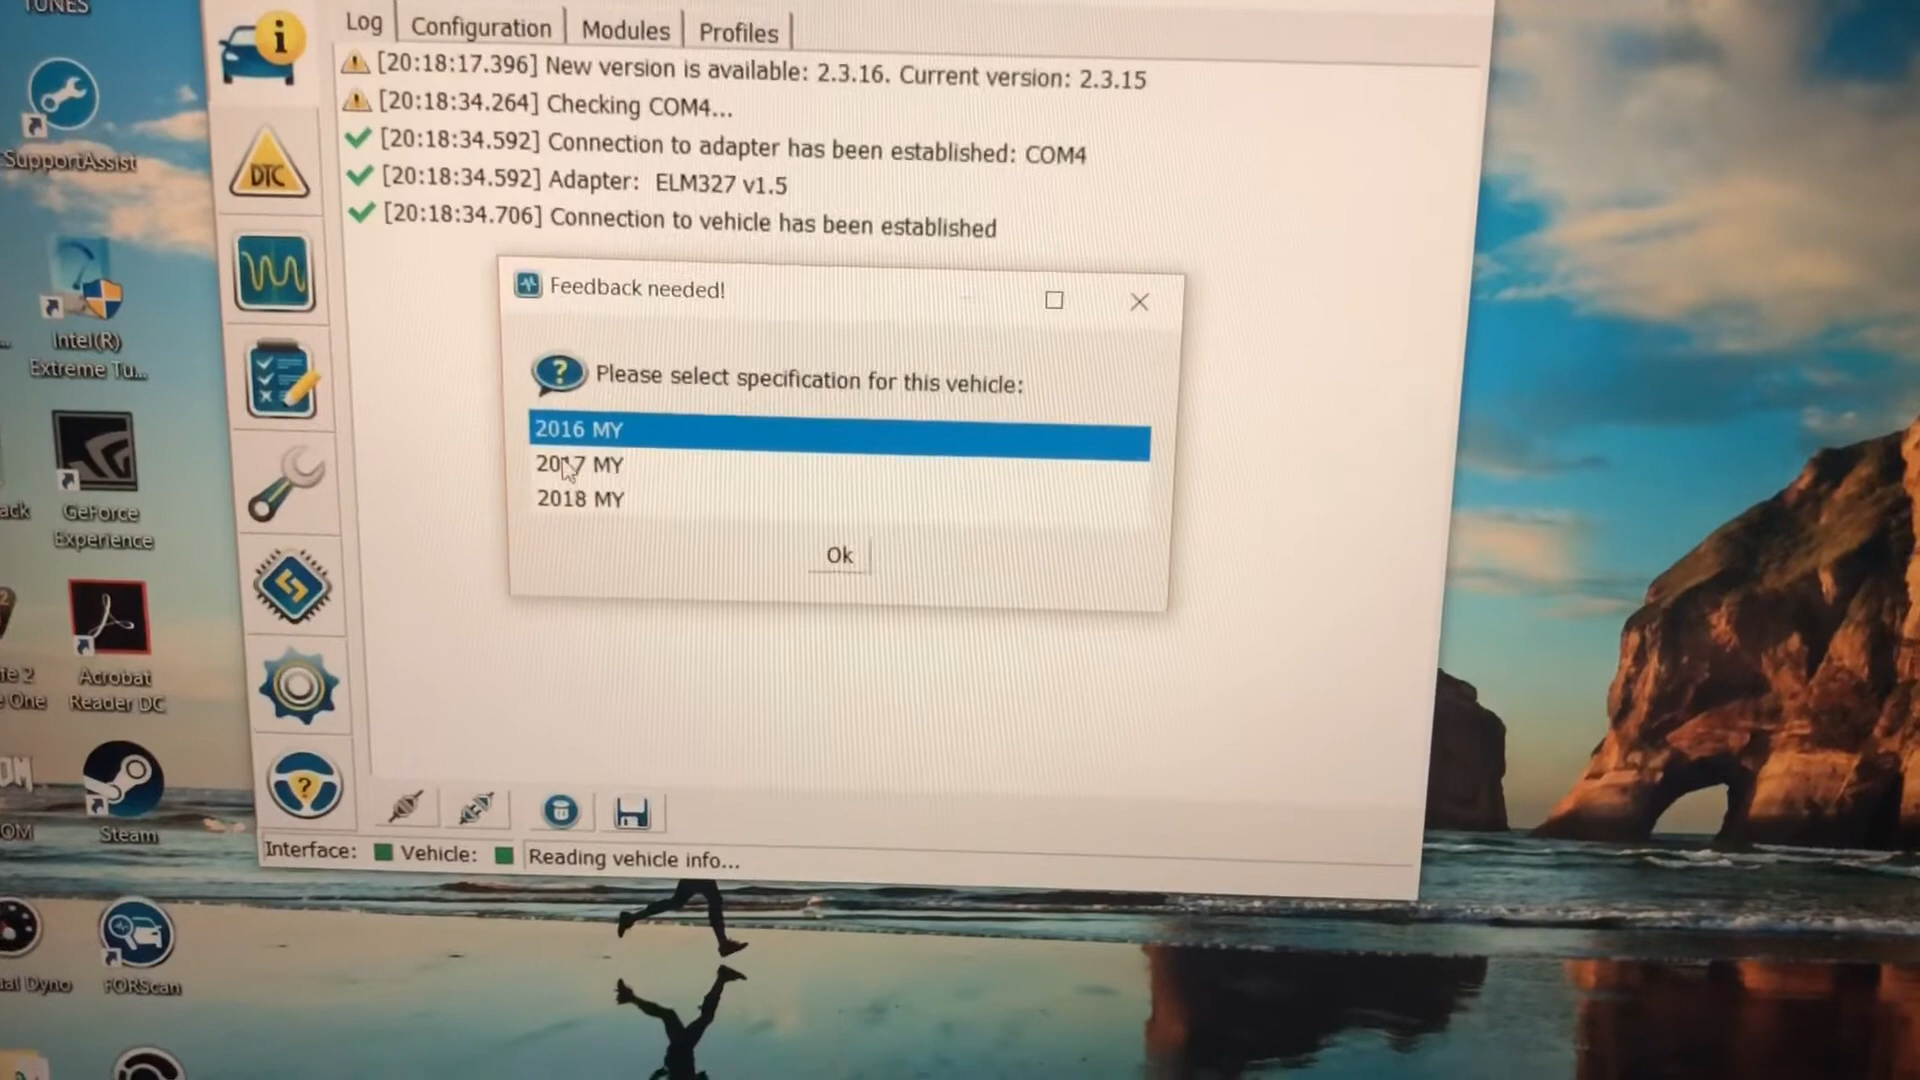 TUNES
SupportAssist
Intel(R)
Extreme Tu...
GeForce
Experience
Acrobat
Reader DC
Steam
FORScan
Log
Configuration
Modules
Profiles
[20:18:17.396] New version is available: 2.3.16. Current version: 2.3.15
[20:18:34.264] Checking COM4...
[20:18:34.592] Connection to adapter has been established: COM4
[20:18:34.592] Adapter: ELM327 v1.5
[20:18:34.706] Connection to vehicle has been established
DTC
Feedback needed!
Please select specification for this vehicle:
2016 MY
2017 MY
2018 MY
Ok
Interface:
Vehicle:
Reading vehicle info...